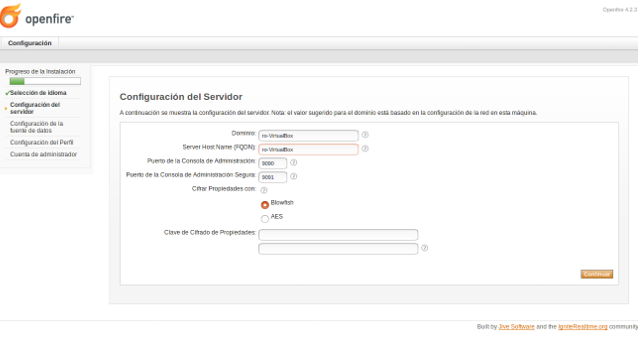 openfire
Openfire 4.2.3
Configuración
Progreso de la Instalación
Selección de Idioma
Configuración del
servidor
Configuración de la
fuente de datos
Configuración del Perfil
Cuenta de administrador
Configuración del Servidor
A continuación se muestra la configuración del servidor. Nota: el valor sugerido para el dominio está basado en la configuración de la red en esta máquina.
Dominio: ro-VirtualBox
Server Host Name (FQDN): ro-VirtualBox
Puerto de la Consola de Administración: 9090
Puerto de la Consola de Administración Segura: 9091
Cifrar Propiedades con:
Blowfish
AES
Clave de Cifrado de Propiedades:
Continuar
Built by Jive Software and the IgniteRealtime.org community